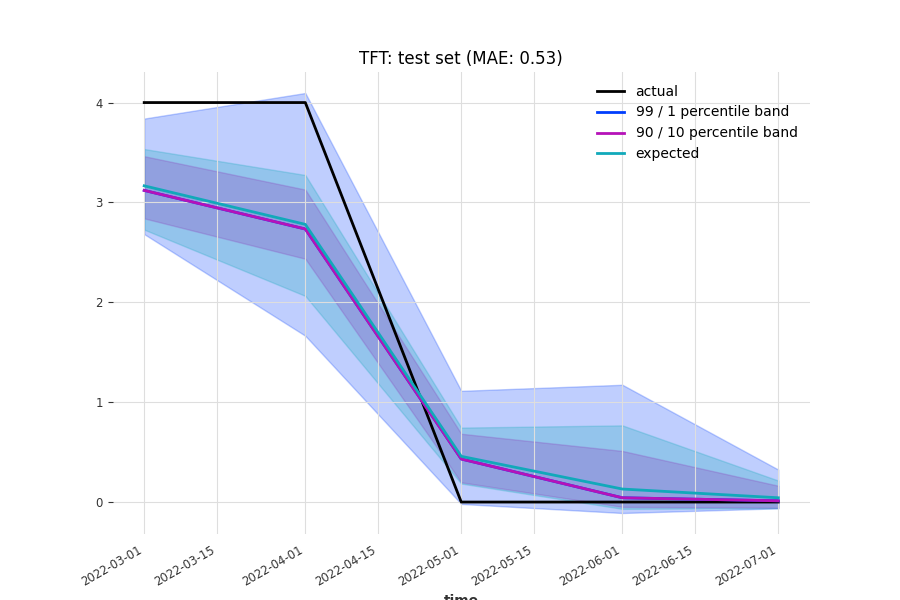 TFT: test set (MAE: 0.53)
actual
99 / 1 percentile band
90 / 10 percentile band
expected
4
3
2
1
0
2022-03-01
2022-03-15
2022-04-01
2022-04-15
2022-05-01
2022-05-15
2022-06-01
2022-06-15
2022-07-01
time